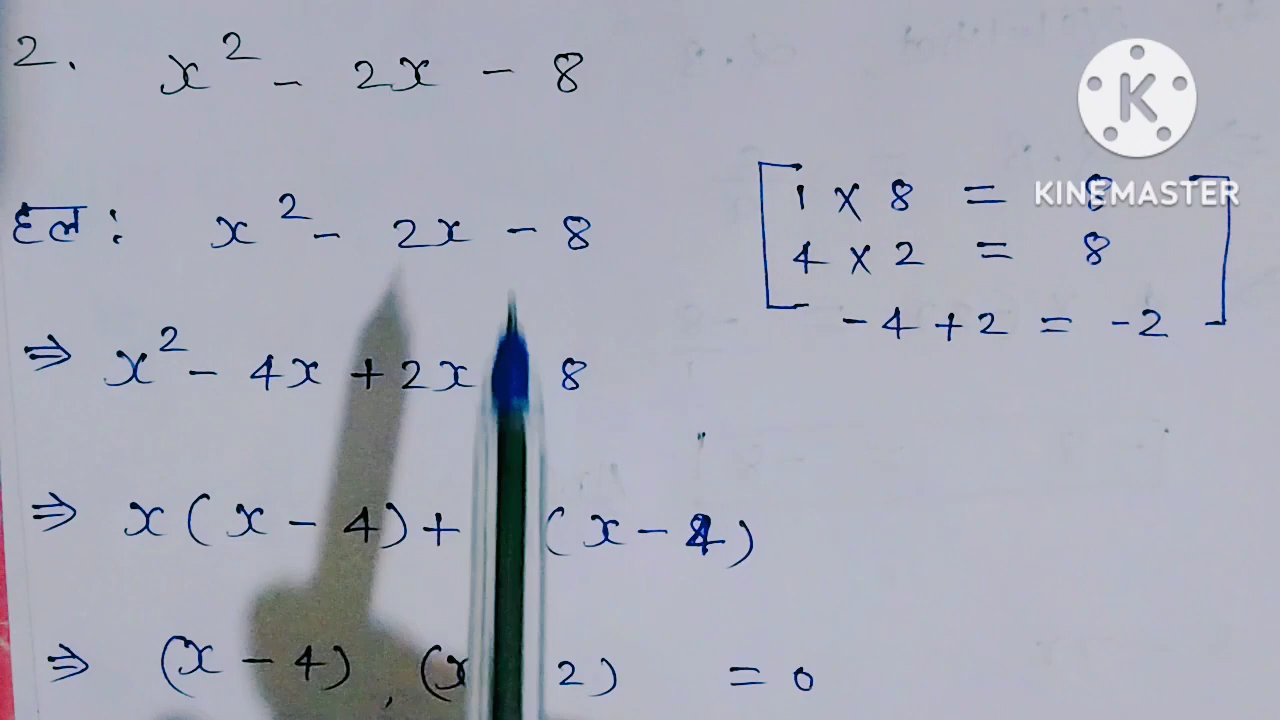 2. x² - 2x - 8
हल : x² - 2x - 8
⇒ x² - 4x + 2x 8
⇒ x(x - 4) + (x - 4)
⇒ (x - 4), (x 2) = 0
1 × 8 = 8
4 × 2 = 8
-4 + 2 = -2
K
KINEMASTER